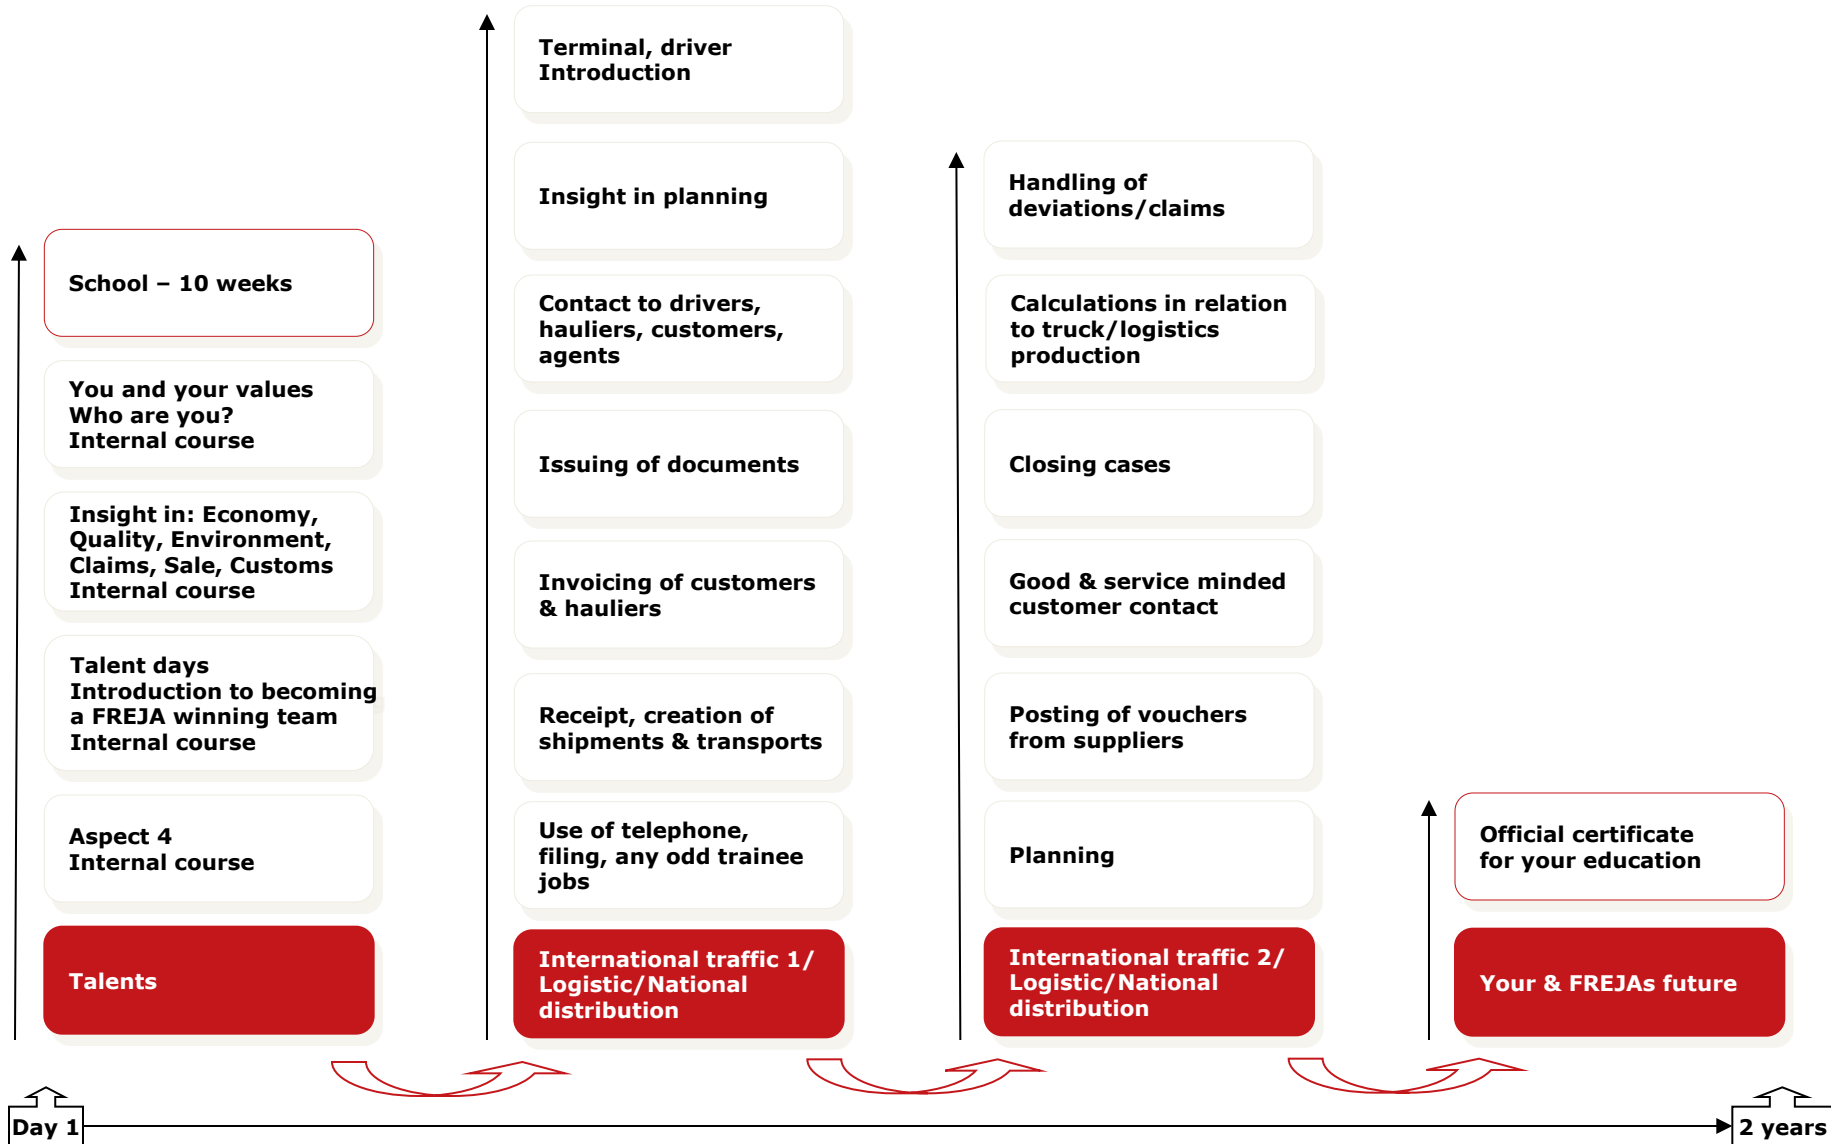 School – 10 weeks
You and your values
Who are you?
Internal course
Insight in: Economy,
Quality, Environment,
Claims, Sale, Customs
Internal course
Talent days
Introduction to becoming
a FREJA winning team
Internal course
Aspect 4
Internal course
Talents
Terminal, driver
Introduction
Insight in planning
Contact to drivers,
hauliers, customers,
agents
Issuing of documents
Invoicing of customers
& hauliers
Receipt, creation of
shipments & transports
Use of telephone,
filing, any odd trainee
jobs
International traffic 1/
Logistic/National
distribution
Handling of
deviations/claims
Calculations in relation
to truck/logistics
production
Closing cases
Good & service minded
customer contact
Posting of vouchers
from suppliers
Planning
International traffic 2/
Logistic/National
distribution
Official certificate
for your education
Your & FREJAs future
Day 1
2 years